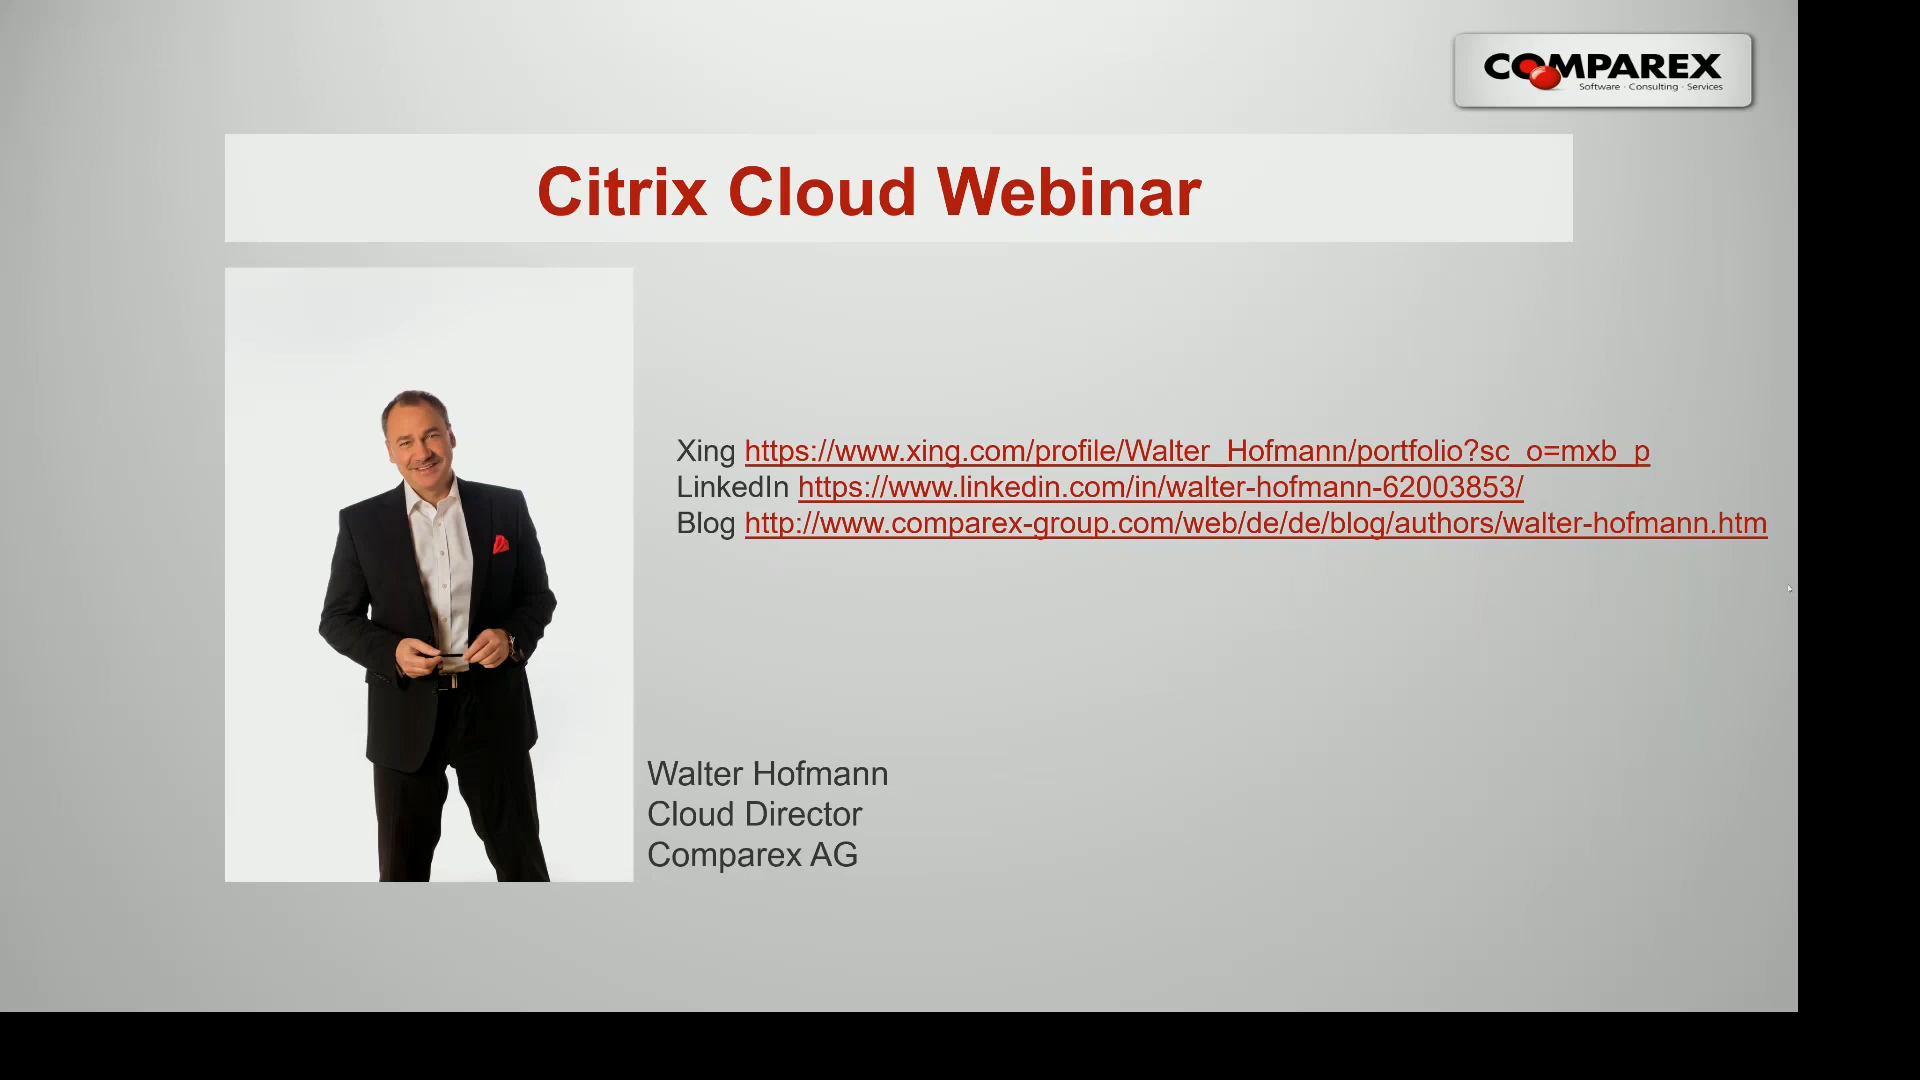 COMPAREX
Software · Consulting · Services
Citrix Cloud Webinar
Xing https://www.xing.com/profile/Walter_Hofmann/portfolio?sc_o=mxb_p
LinkedIn https://www.linkedin.com/in/walter-hofmann-62003853/
Blog http://www.comparex-group.com/web/de/de/blog/authors/walter-hofmann.htm
Walter Hofmann
Cloud Director
Comparex AG